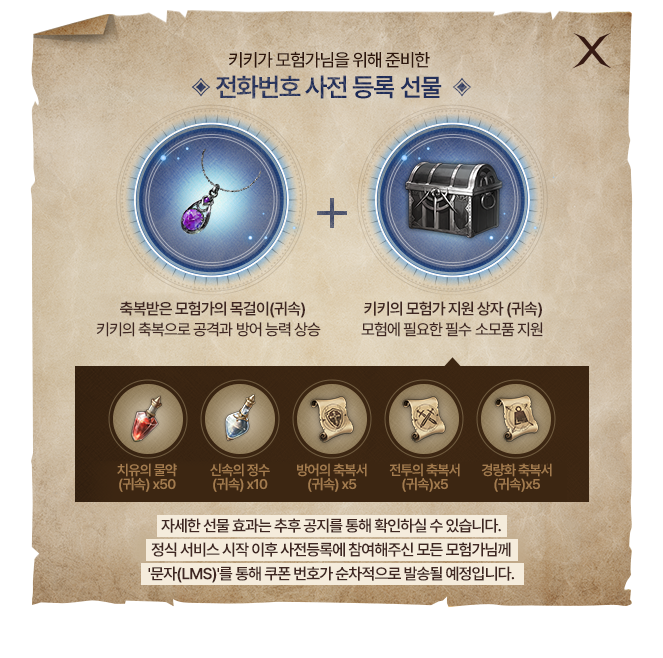 키키가 모험가님을 위해 준비한
전화번호 사전 등록 선물
축복받은 모험가의 목걸이(귀속)
키키의 축복으로 공격과 방어 능력 상승
키키의 모험가 지원 상자 (귀속)
모험에 필요한 필수 소모품 지원
치유의 물약
(귀속) x50
신속의 정수
(귀속) x10
방어의 축복서
(귀속) x5
전투의 축복서
(귀속)x5
경량화 축복서
(귀속)x5
자세한 선물 효과는 추후 공지를 통해 확인하실 수 있습니다.
정식 서비스 시작 이후 사전등록에 참여해주신 모든 모험가님께
'문자(LMS)'를 통해 쿠폰 번호가 순차적으로 발송될 예정입니다.